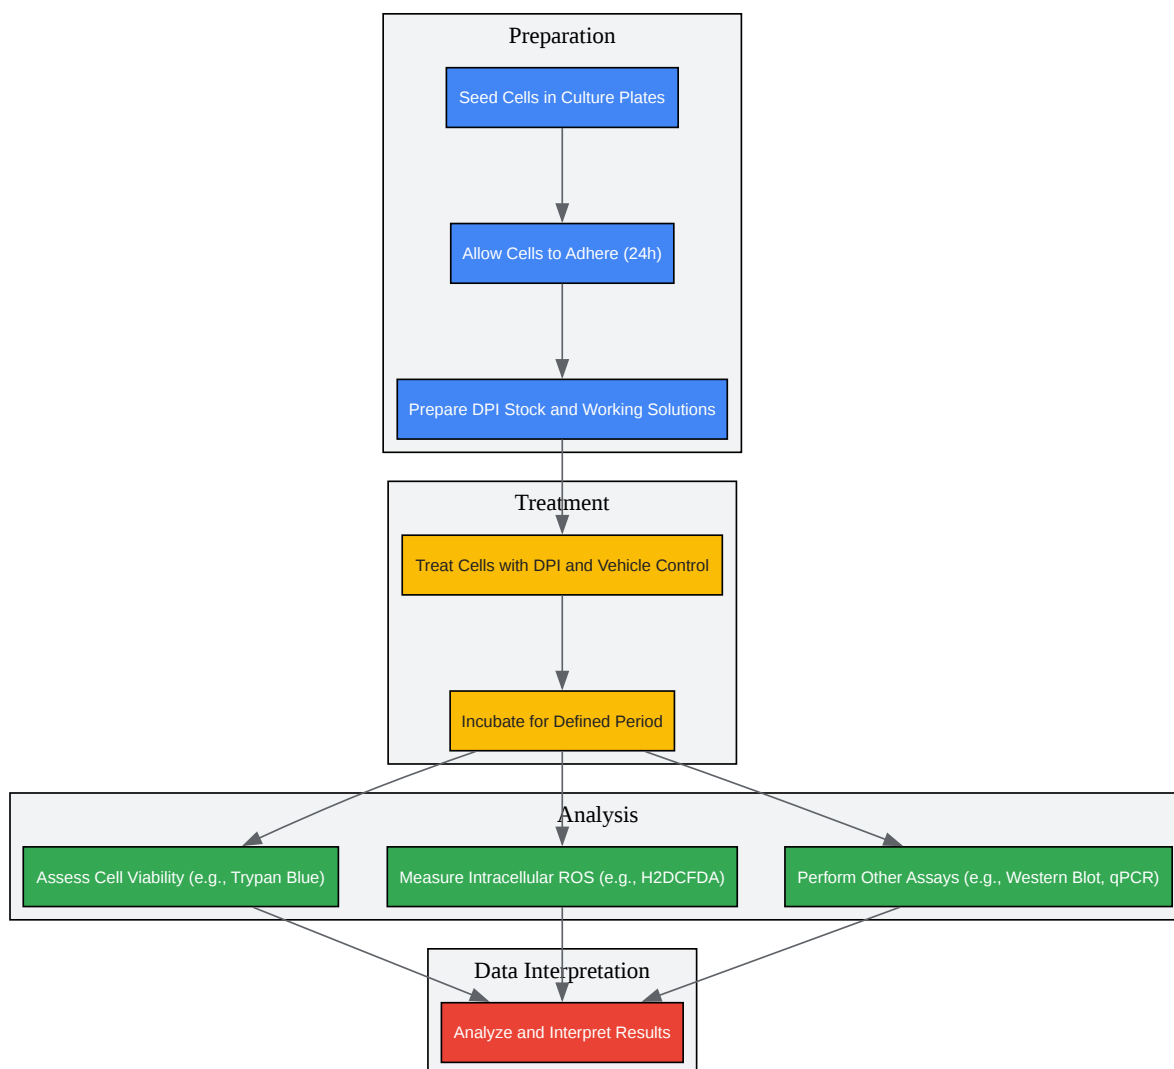 Preparation
Seed Cells in Culture Plates
Allow Cells to Adhere (24h)
Prepare DPI Stock and Working Solutions
Treatment
Treat Cells with DPI and Vehicle Control
Incubate for Defined Period
Analysis
Assess Cell Viability (e.g., Trypan Blue)
Measure Intracellular ROS (e.g., H2DCFDA)
Perform Other Assays (e.g., Western Blot, qPCR)
Data Interpretation
Analyze and Interpret Results